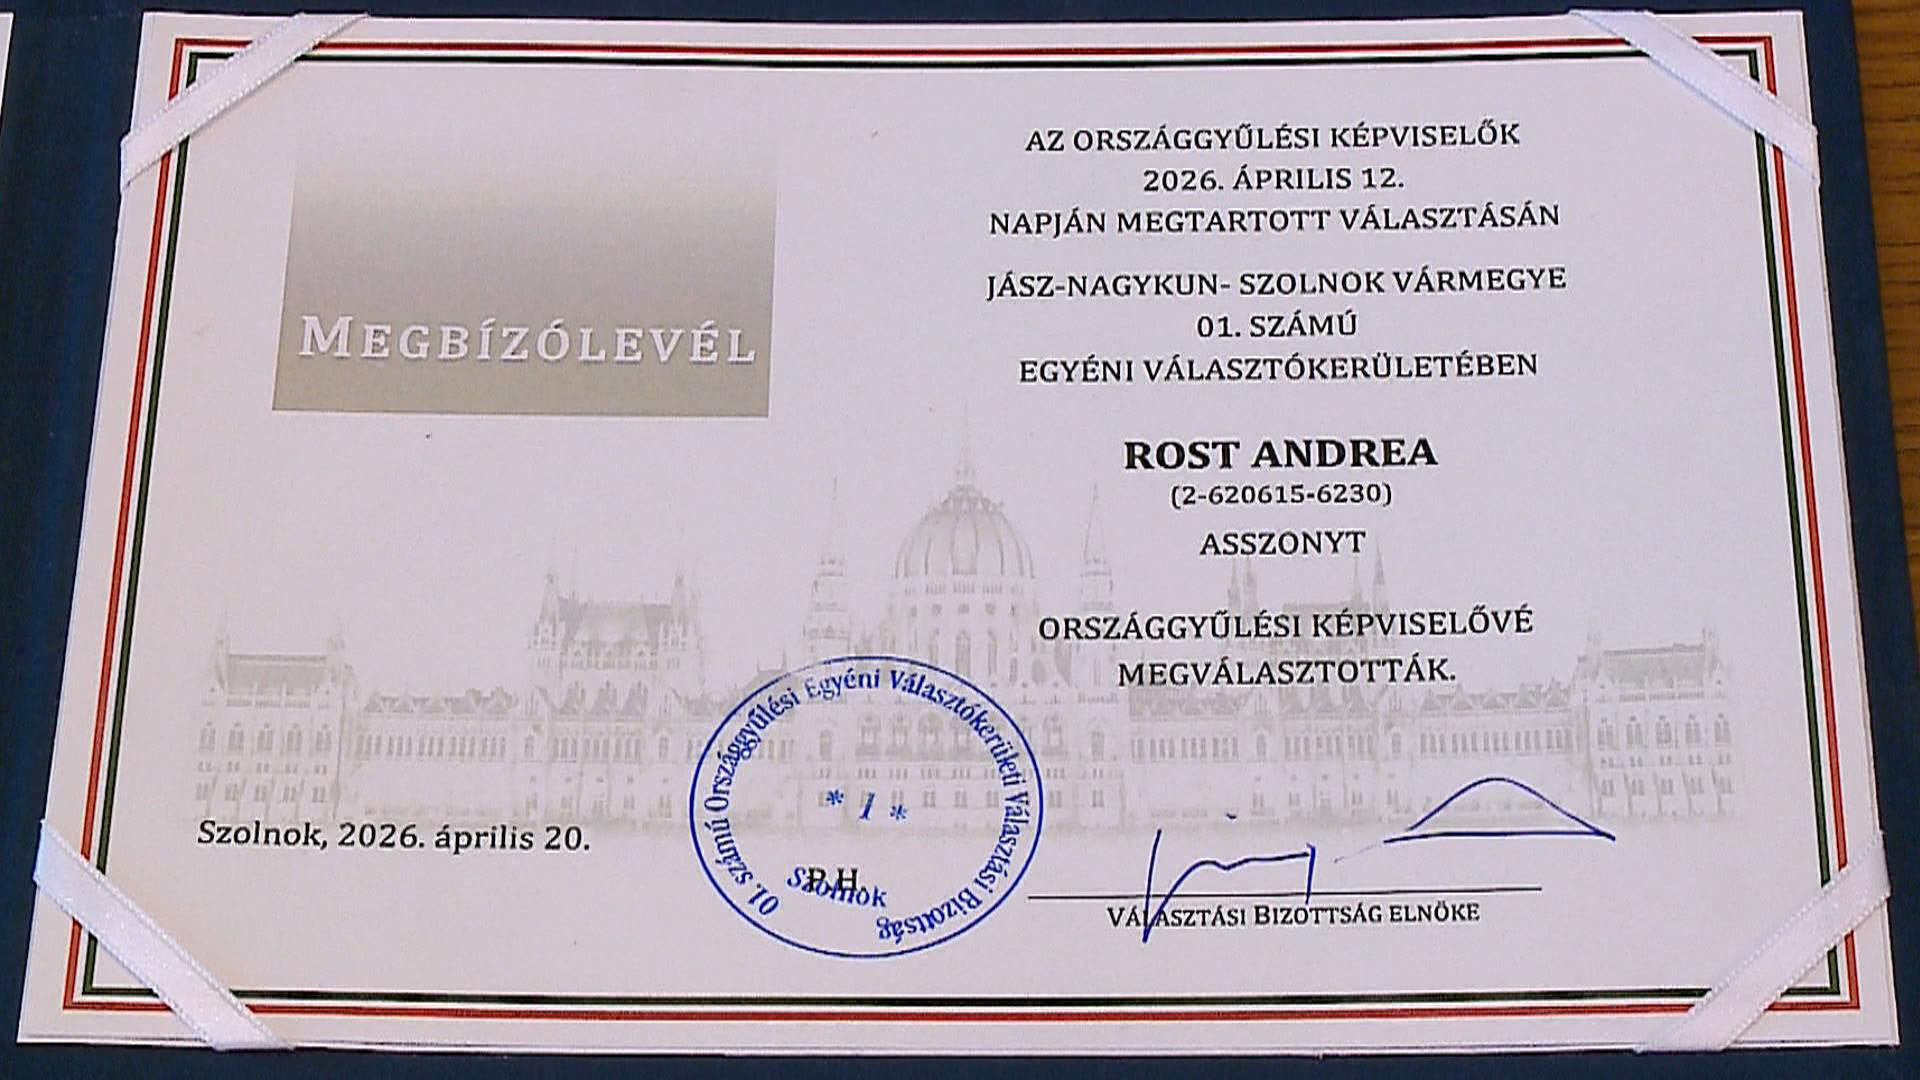 MEGBÍZÓLEVÉL
AZ ORSZÁGGYŰLÉSI KÉPVISELŐK
2026. ÁPRILIS 12.
NAPJÁN MEGTARTOTT VÁLASZTÁSÁN
JÁSZ-NAGYKUN- SZOLNOK VÁRMEGYE
01. SZÁMÚ
EGYÉNI VÁLASZTÓKERÜLETÉBEN
ROST ANDREA
(2-620615-6230)
ASSZONYT
ORSZÁGGYŰLÉSI KÉPVISELŐVÉ
MEGVÁLASZTOTTÁK.
Szolnok, 2026. április 20.
01. számú Országgyűlési Egyéni Választókerületi Választási Bizottság
* 1 *
P.H.
Szolnok
VÁLASZTÁSI BIZOTTSÁG ELNÖKE